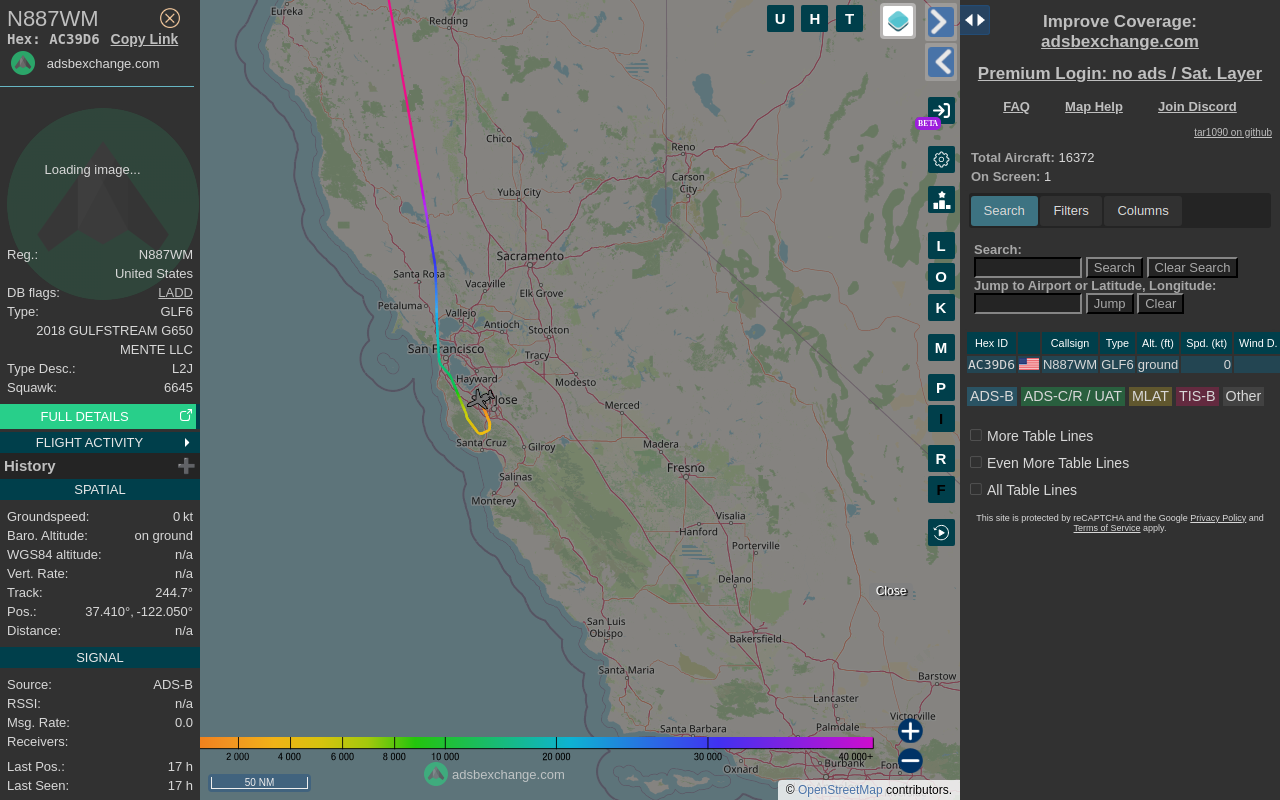 N887WM
Hex: AC39D6 Copy Link
adsbexchange.com
Loading image...
Reg.: N887WM
United States
DB flags: LADD
Type: GLF6
2018 GULFSTREAM G650
MENTE LLC
Type Desc.: L2J
Squawk: 6645
FULL DETAILS
FLIGHT ACTIVITY
History
SPATIAL
Groundspeed: 0 kt
Baro. Altitude: on ground
WGS84 altitude: n/a
Vert. Rate: n/a
Track: 244.7°
Pos.: 37.410°, -122.050°
Distance: n/a
SIGNAL
Source: ADS-B
RSSI: n/a
Msg. Rate: 0.0
Receivers:
Last Pos.: 17 h
Last Seen: 17 h
Eureka
Redding
Chico
Reno
Carson City
Yuba City
Sacramento
Santa Rosa
Vacaville
Elk Grove
Petaluma
Vallejo
Antioch
Stockton
San Francisco
Tracy
Hayward
Modesto
Jose
Merced
Santa Cruz
Gilroy
Madera
Fresno
Salinas
Monterey
Visalia
Hanford
Porterville
Delano
San Luis Obispo
Bakersfield
Santa Maria
Barstow
Lancaster
Victorville
Palmdale
Santa Barbara
Oxnard
Burbank
U H T
BETA
L
O
K
M
P
I
R
F
Close
2 000 4 000 6 000 8 000 10 000 20 000 30 000 40 000+
50 NM
adsbexchange.com
© OpenStreetMap contributors.
Improve Coverage:
adsbexchange.com
Premium Login: no ads / Sat. Layer
FAQ Map Help Join Discord
tar1090 on github
Total Aircraft: 16372
On Screen: 1
Search Filters Columns
Search:
Search Clear Search
Jump to Airport or Latitude, Longitude:
Jump Clear
Hex ID Callsign Type Alt. (ft) Spd. (kt) Wind D.
AC39D6 N887WM GLF6 ground 0
ADS-B ADS-C/R / UAT MLAT TIS-B Other
More Table Lines
Even More Table Lines
All Table Lines
This site is protected by reCAPTCHA and the Google Privacy Policy and
Terms of Service apply.